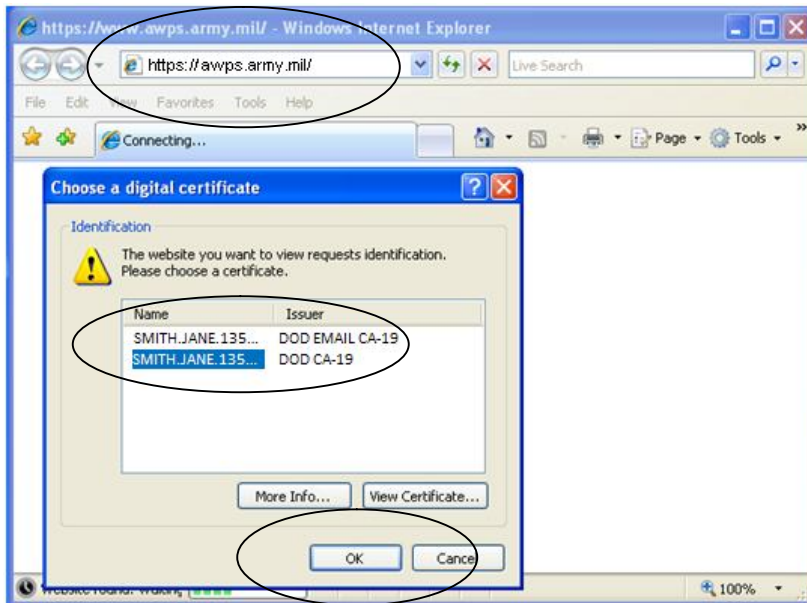 https://www.awps.army.mil/ - Windows Internet Explorer
https://awps.army.mil/
Live Search
File Edit View Favorites Tools Help
Connecting...
Page Tools
Choose a digital certificate
Identification
The website you want to view requests identification.
Please choose a certificate.
Name Issuer
SMITH.JANE.135... DOD EMAIL CA-19
SMITH.JANE.135... DOD CA-19
More Info... View Certificate...
OK Cancel
Website found. Waiting
100%